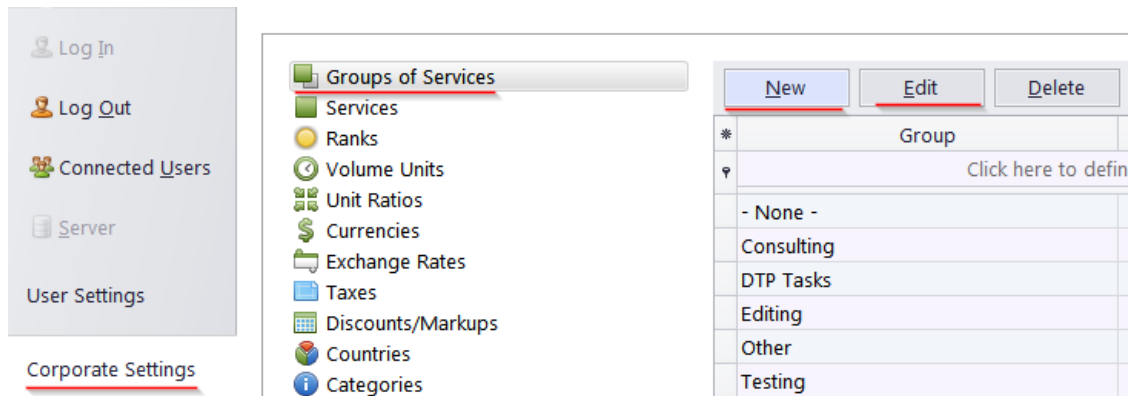 Log In
Log Out
Connected Users
Server
User Settings
Corporate Settings
Groups of Services
Services
Ranks
Volume Units
Unit Ratios
Currencies
Exchange Rates
Taxes
Discounts/Markups
Countries
Categories
New Edit Delete
Group
Click here to defin
- None -
Consulting
DTP Tasks
Editing
Other
Testing